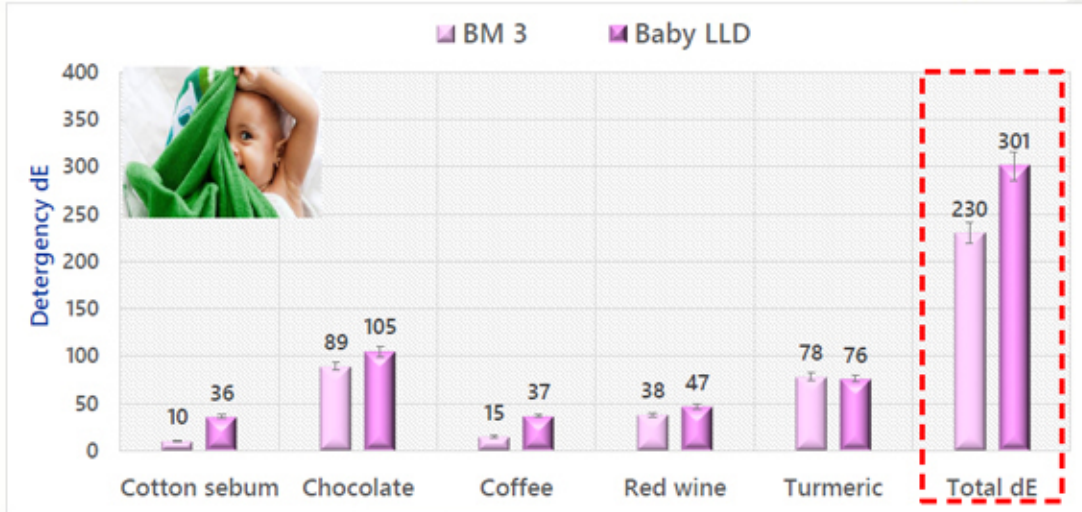 BM 3 Baby LLD
400
350
300
250
200
150
100
50
0
Detergency dE
10 36 89 105 15 37 38 47 78 76 230 301
Cotton sebum Chocolate Coffee Red wine Turmeric Total dE